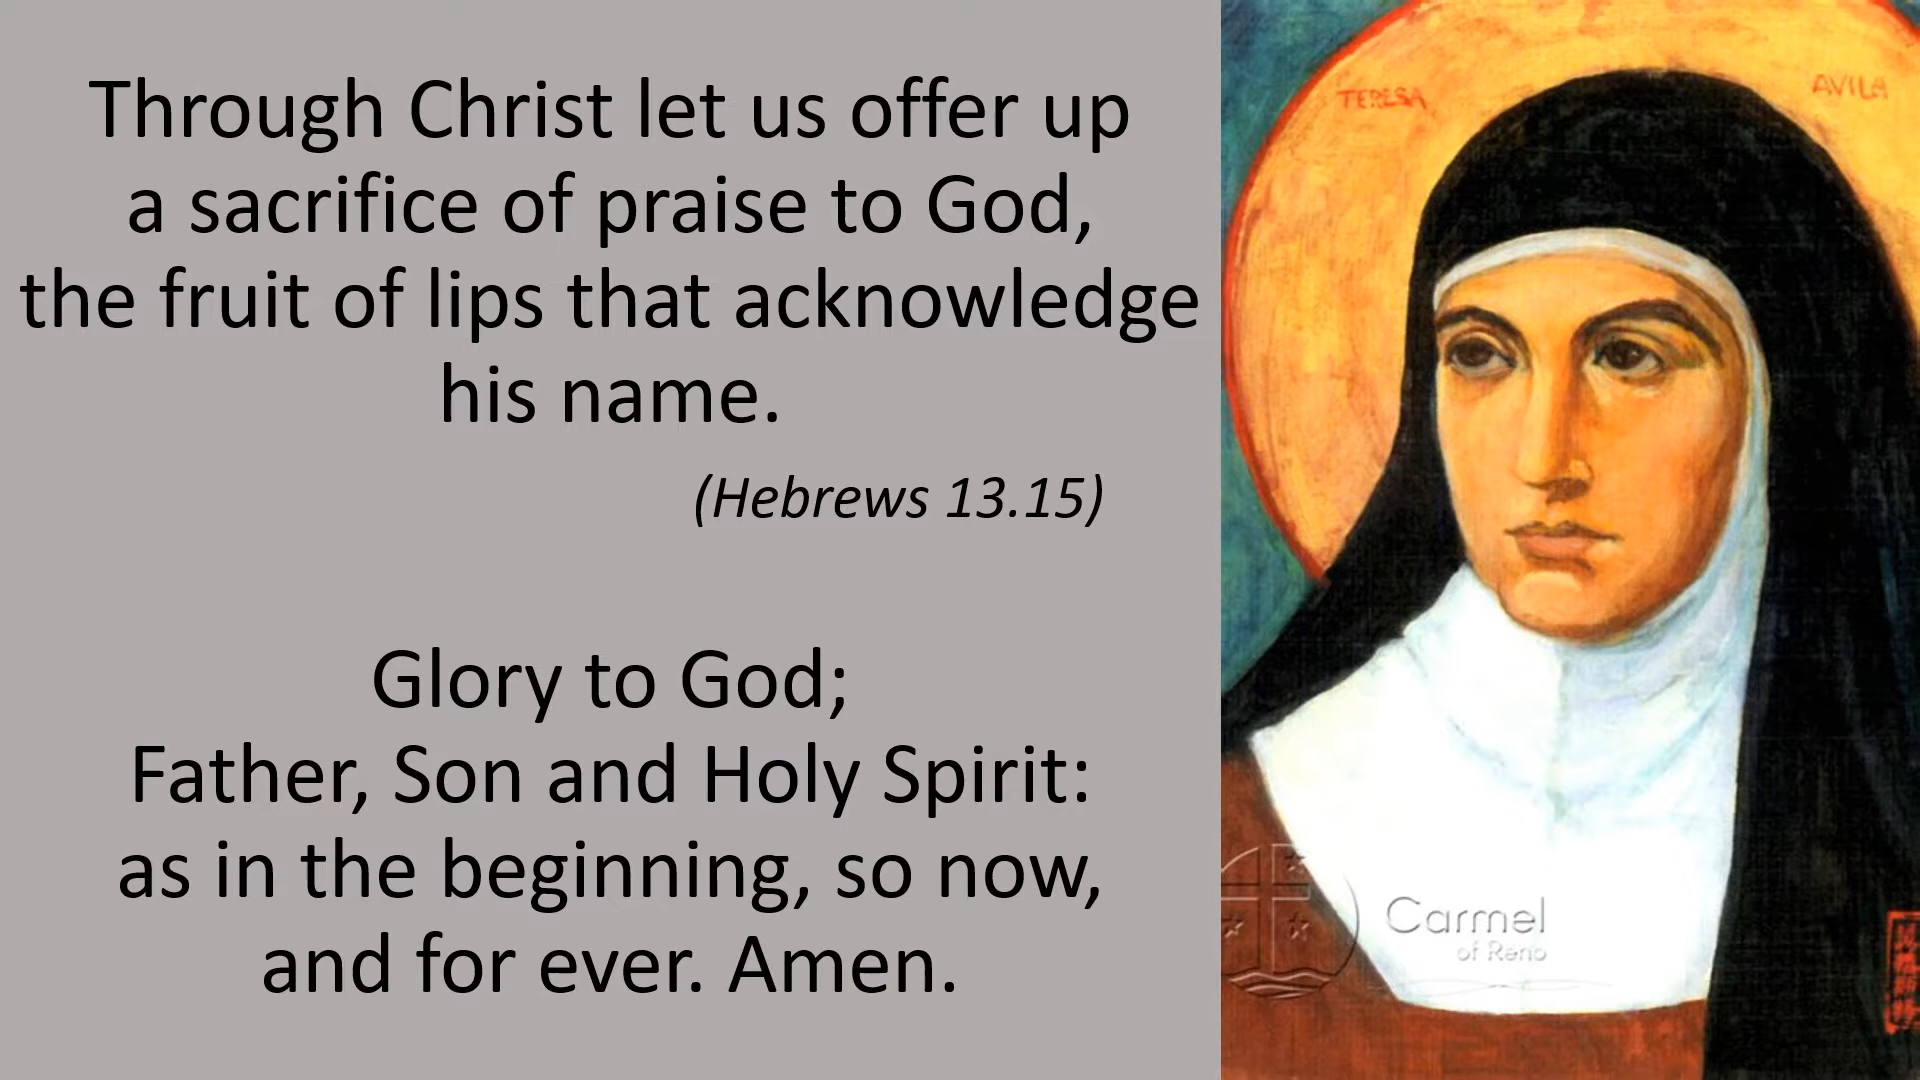 Through Christ let us offer up
a sacrifice of praise to God,
the fruit of lips that acknowledge
his name.
(Hebrews 13.15)
Glory to God;
Father, Son and Holy Spirit:
as in the beginning, so now,
and for ever. Amen.
TERESA
AVILA
Carmel
of Reno